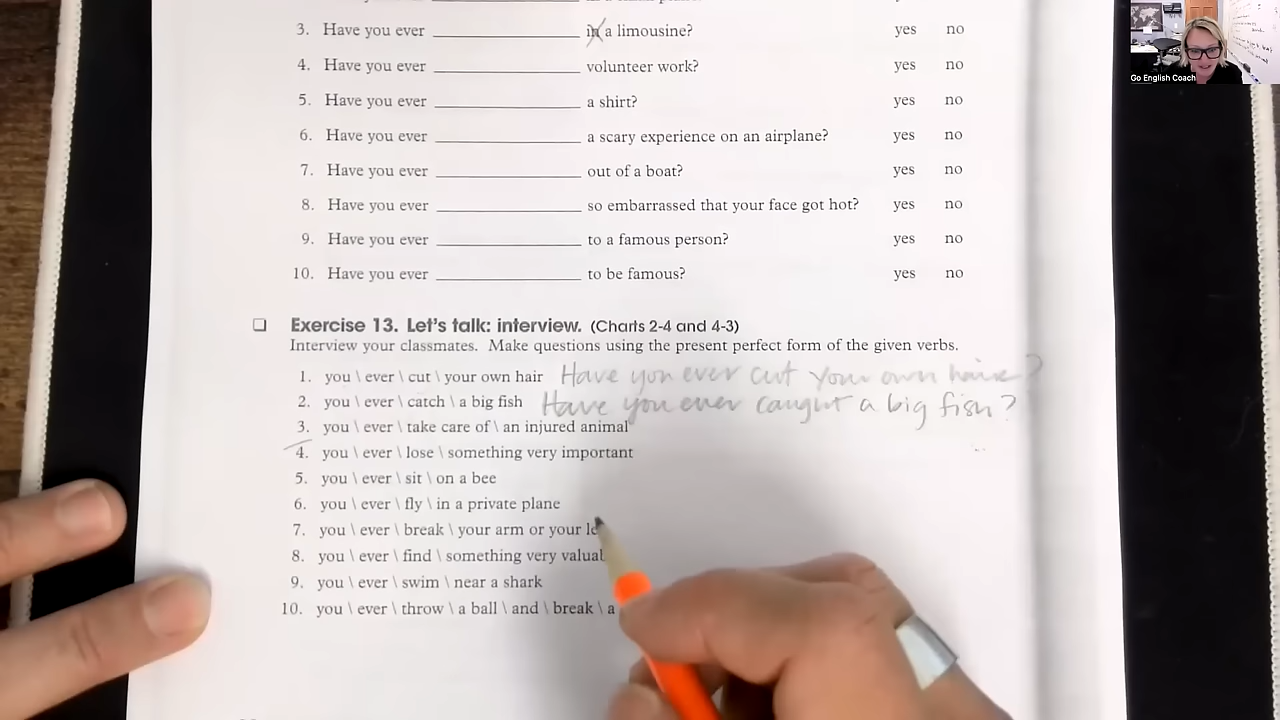 3. Have you ever ____________ in a limousine? yes no
Go English Coach
4. Have you ever ____________ volunteer work? yes no
5. Have you ever ____________ a shirt? yes no
6. Have you ever ____________ a scary experience on an airplane? yes no
7. Have you ever ____________ out of a boat? yes no
8. Have you ever ____________ so embarrassed that your face got hot? yes no
9. Have you ever ____________ to a famous person? yes no
10. Have you ever ____________ to be famous? yes no
❑ Exercise 13. Let's talk: interview. (Charts 2-4 and 4-3)
Interview your classmates. Make questions using the present perfect form of the given verbs.
1. you \ ever \ cut \ your own hair Have you ever cut your own hair?
2. you \ ever \ catch \ a big fish Have you ever caught a big fish?
3. you \ ever \ take care of \ an injured animal
4. you \ ever \ lose \ something very important
5. you \ ever \ sit \ on a bee
6. you \ ever \ fly \ in a private plane
7. you \ ever \ break \ your arm or your
8. you \ ever \ find \ something very
9. you \ ever \ swim \ near a shark
10. you \ ever \ throw \ a ball \ and \ break \ a